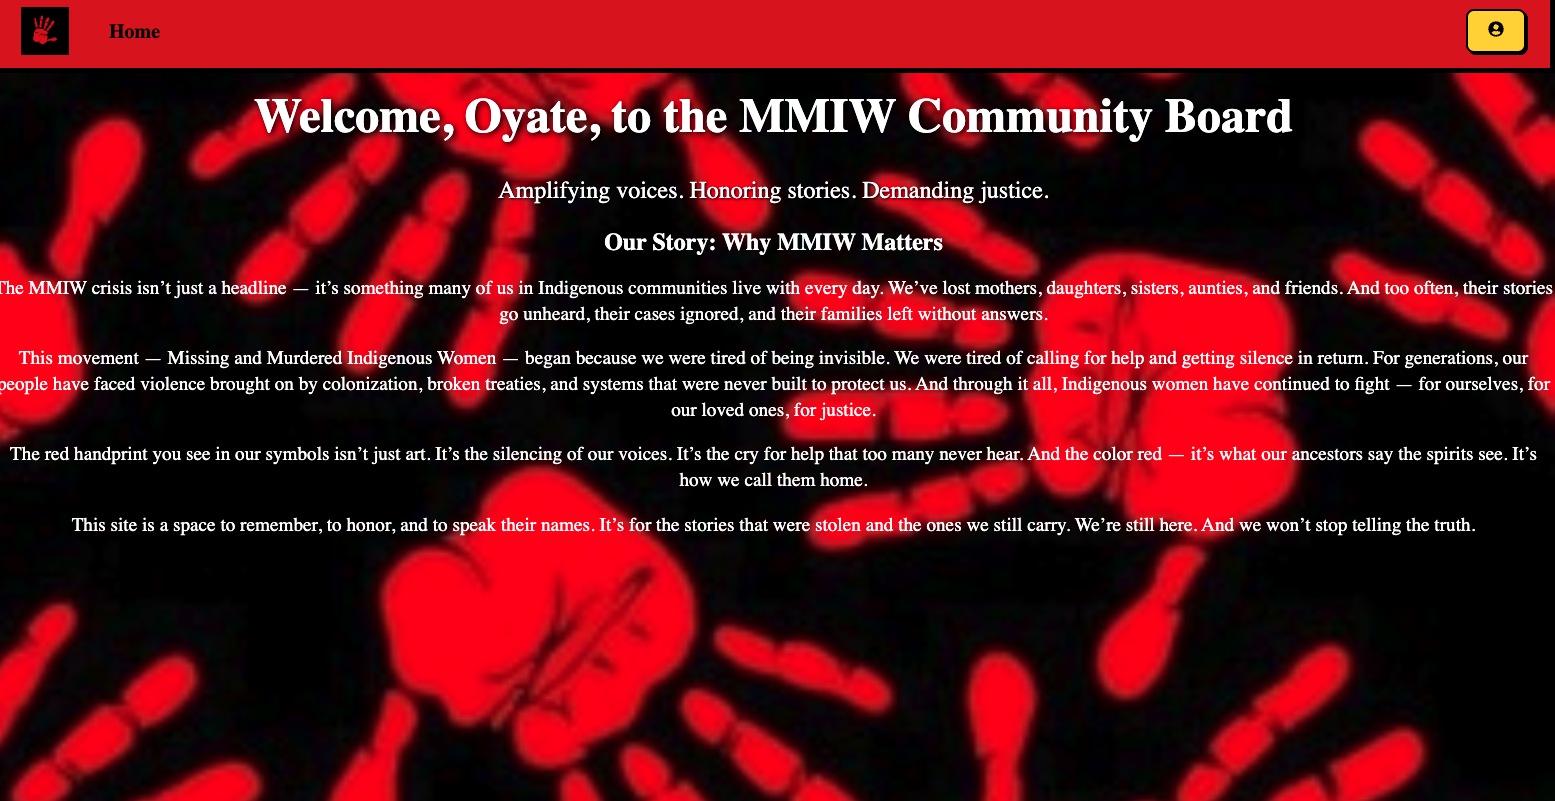 Home
Welcome, Oyate, to the MMIW Community Board
Amplifying voices. Honoring stories. Demanding justice.
Our Story: Why MMIW Matters
The MMIW crisis isn’t just a headline — it’s something many of us in Indigenous communities live with every day. We’ve lost mothers, daughters, sisters, aunties, and friends. And too often, their stories
go unheard, their cases ignored, and their families left without answers.
This movement — Missing and Murdered Indigenous Women — began because we were tired of being invisible. We were tired of calling for help and getting silence in return. For generations, our
people have faced violence brought on by colonization, broken treaties, and systems that were never built to protect us. And through it all, Indigenous women have continued to fight — for ourselves, for
our loved ones, for justice.
The red handprint you see in our symbols isn’t just art. It’s the silencing of our voices. It’s the cry for help that too many never hear. And the color red — it’s what our ancestors say the spirits see. It’s
how we call them home.
This site is a space to remember, to honor, and to speak their names. It’s for the stories that were stolen and the ones we still carry. We’re still here. And we won’t stop telling the truth.